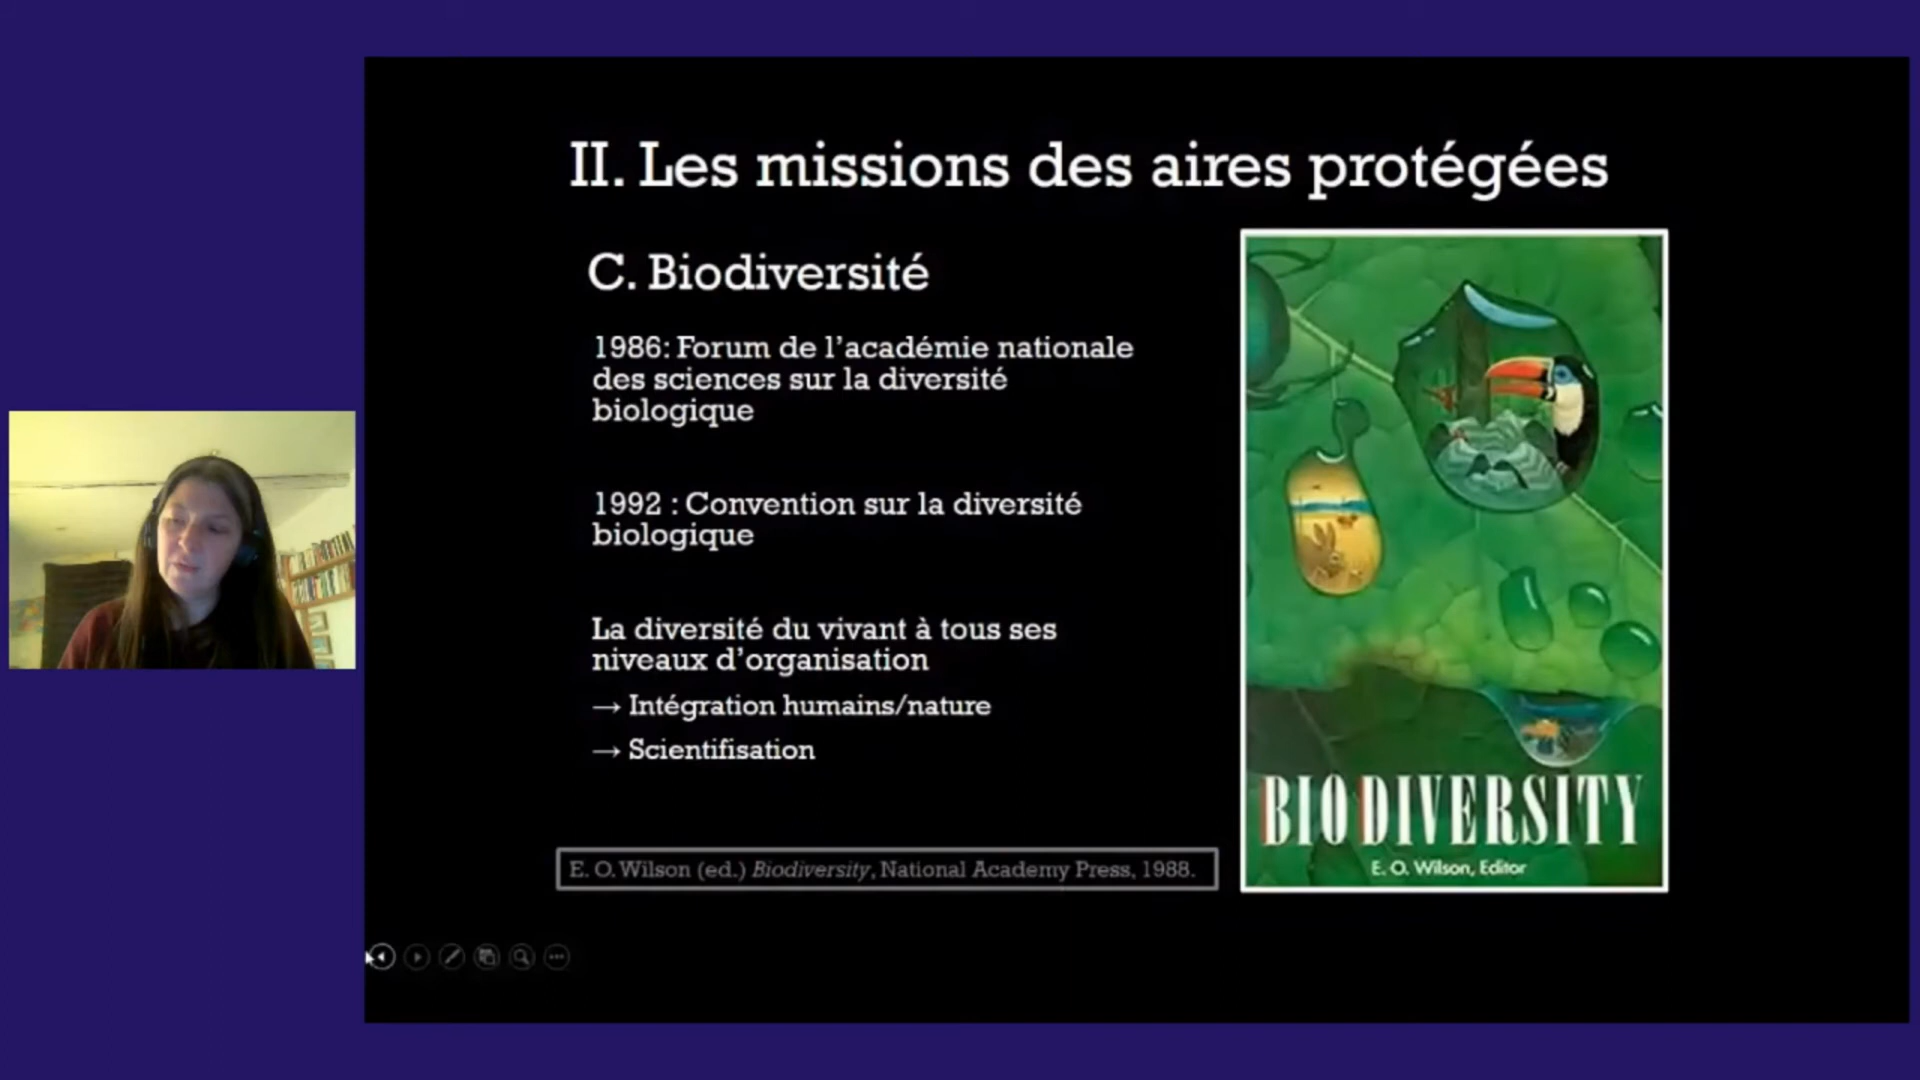 II. Les missions des aires protégées
C. Biodiversité
1986: Forum de l’académie nationale
des sciences sur la diversité
biologique
1992 : Convention sur la diversité
biologique
La diversité du vivant à tous ses
niveaux d’organisation
→ Intégration humains/nature
→ Scientifisation
E. O. Wilson (ed.) Biodiversity, National Academy Press, 1988.
BIODIVERSITY
E. O. Wilson, Editor